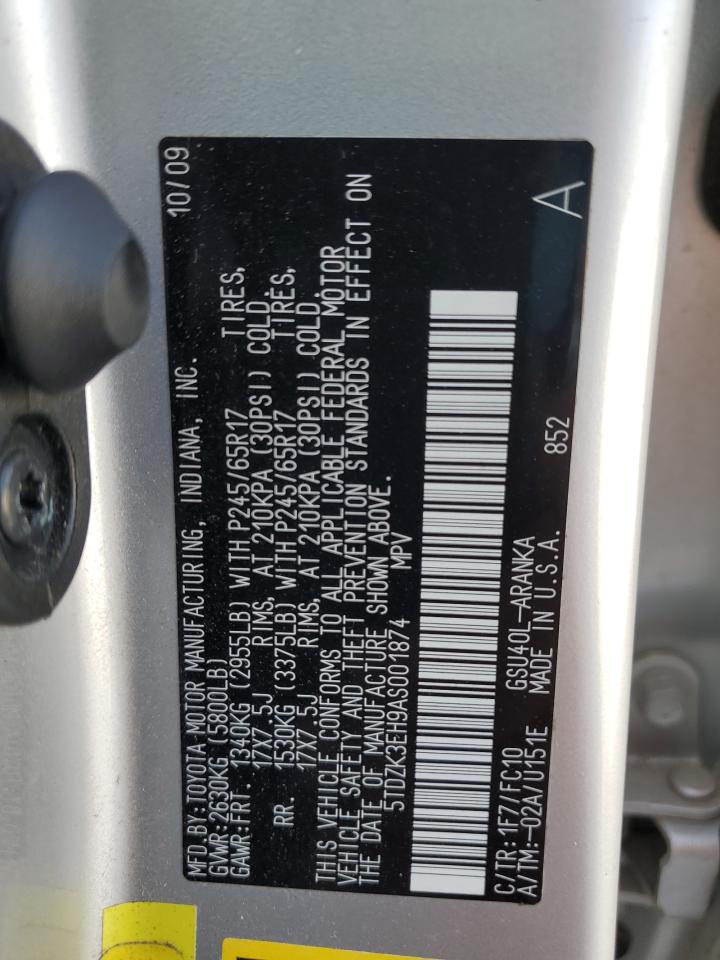 MFD.BY:TOYOTA MOTOR MANUFACTURING, INDIANA, INC. 10/09
GVWR:2630KG (5800LB)
GAWR:FRT. 1340KG (2955LB) WITH P245/65R17 TIRES,
17X7.5J RIMS, AT 210KPA (30PSI) COLD.
RR. 1530KG (3375LB) WITH P245/65R17 TIRES,
17X7.5J RIMS, AT 210KPA (30PSI) COLD.
THIS VEHICLE CONFORMS TO ALL APPLICABLE FEDERAL MOTOR
VEHICLE SAFETY AND THEFT PREVENTION STANDARDS IN EFFECT ON
THE DATE OF MANUFACTURE SHOWN ABOVE.
5TDZK3EH9AS001874 MPV
C/TR:1F7/FC10 GSU40L-ARANKA 852 A
A/TM:-02A/U151E MADE IN U.S.A.